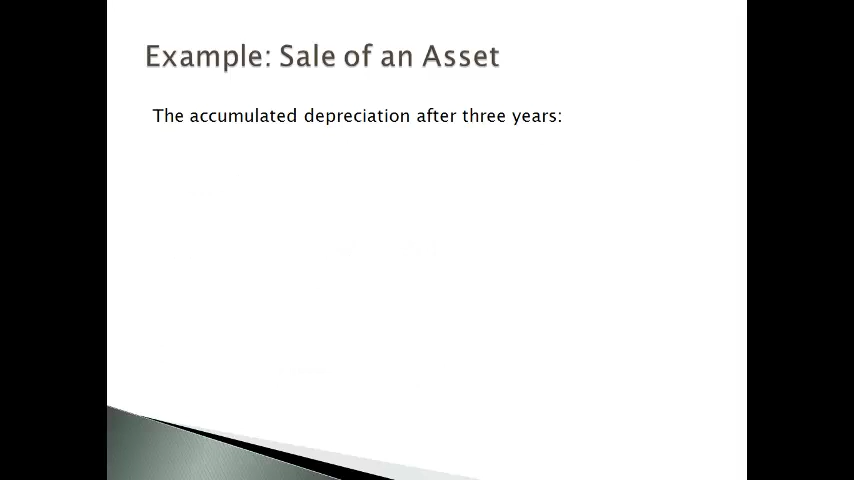 Example: Sale of an Asset
The accumulated depreciation after three years: